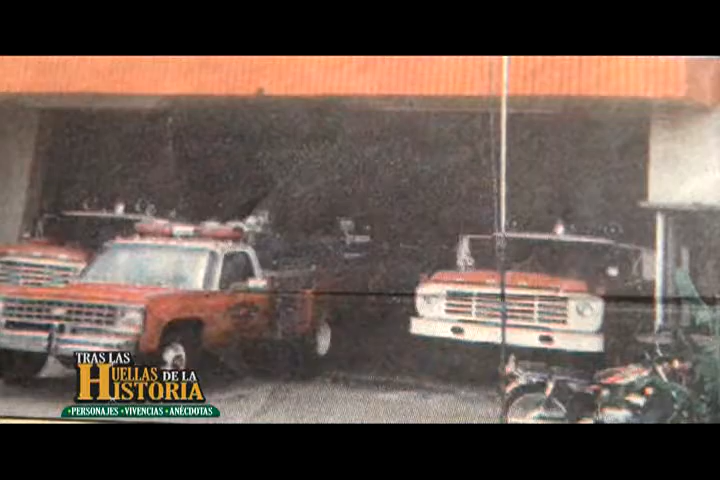 TRAS LAS
HUELLAS DE LA
HISTORIA
• PERSONAJES • VIVENCIAS • ANÉCDOTAS